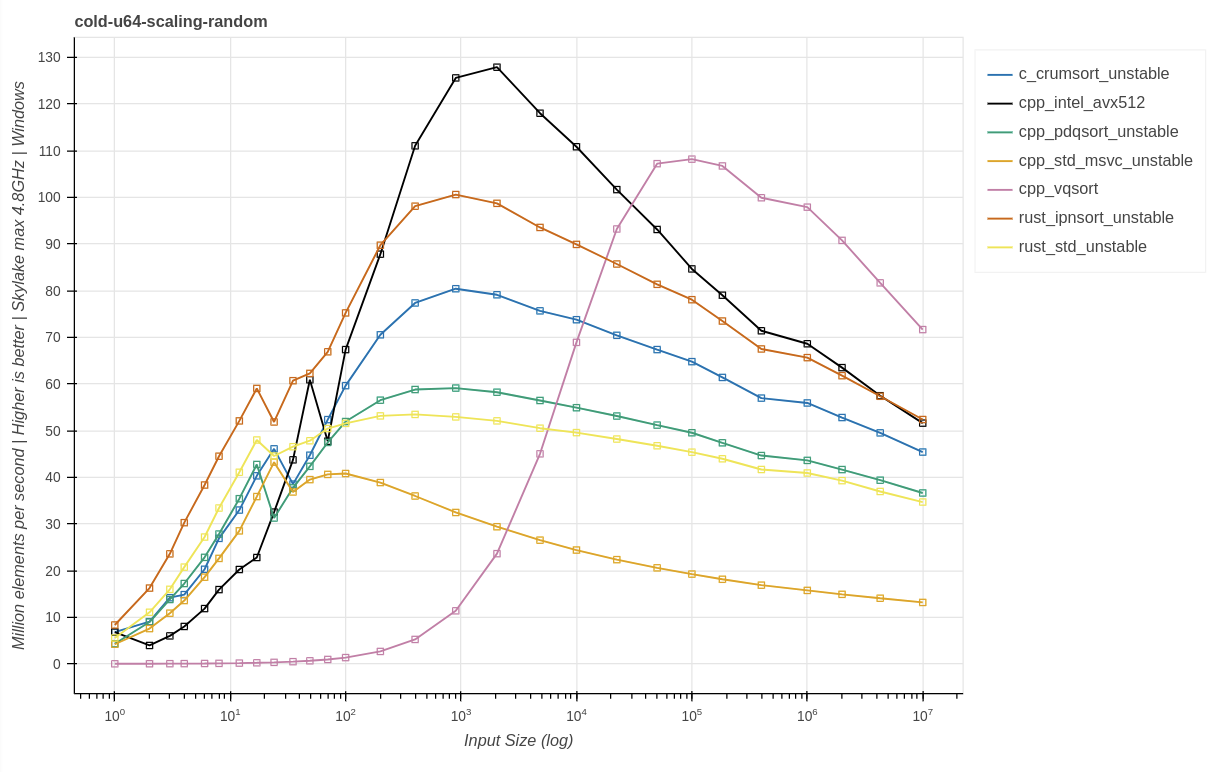 cold-u64-scaling-random
Million elements per second | Higher is better | Skylake max 4.8GHz | Windows
130
120
110
100
90
80
70
60
50
40
30
20
10
0
10⁰
10¹
10²
10³
10⁴
10⁵
10⁶
10⁷
Input Size (log)
c_crumsort_unstable
cpp_intel_avx512
cpp_pdqsort_unstable
cpp_std_msvc_unstable
cpp_vqsort
rust_ipnsort_unstable
rust_std_unstable